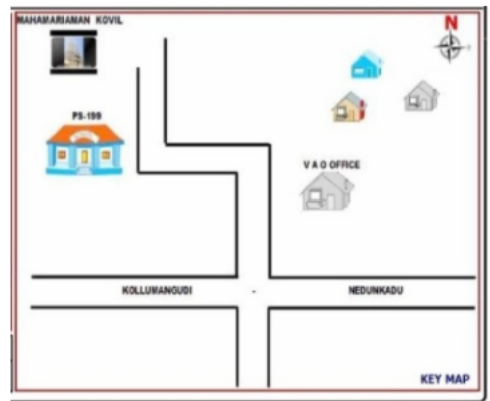 MAHAMARIAMAN KOVIL
N
PS-199
V A O OFFICE
KOLLUMANGUDI - NEDUNKADU
KEY MAP